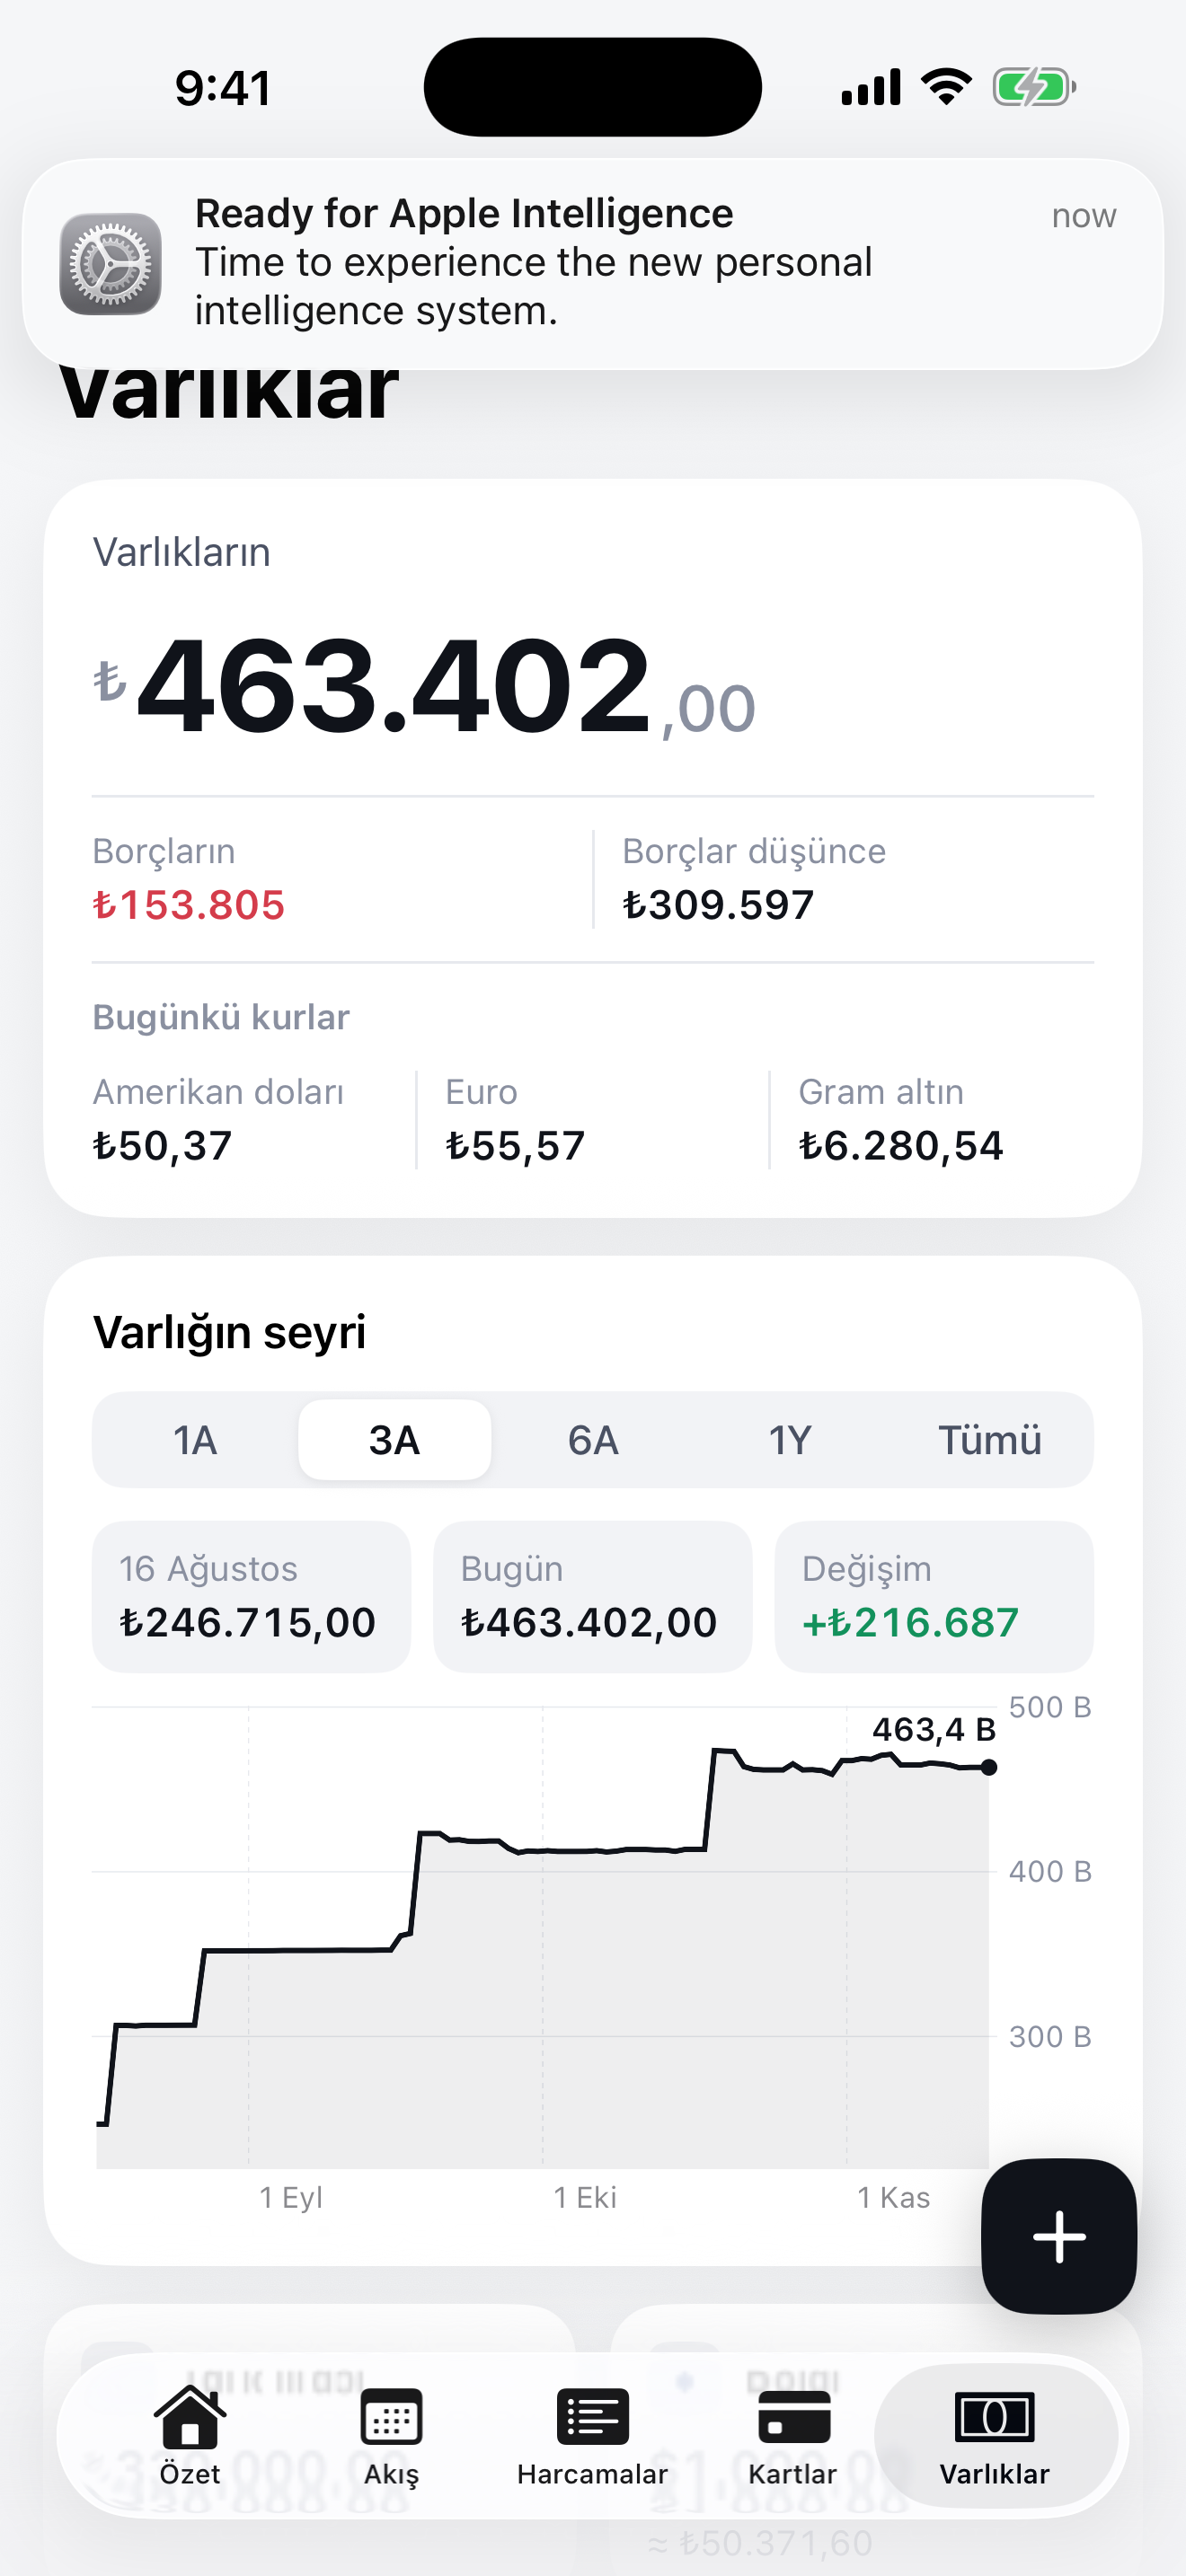 9:41
Ready for Apple Intelligence
now
Time to experience the new personal
intelligence system.
Varlıklar
Varlıkların
₺463.402,00
Borçların
Borçlar düşünce
₺153.805
₺309.597
Bugünkü kurlar
Amerikan doları
Euro
Gram altın
₺50,37
₺55,57
₺6.280,54
Varlığın seyri
1A
3A
6A
1Y
Tümü
16 Ağustos
Bugün
Değişim
₺246.715,00
₺463.402,00
+₺216.687
500 B
463,4 B
400 B
300 B
1 Eyl
1 Eki
1 Kas
Özet
Akış
Harcamalar
Kartlar
Varlıklar
≈ ₺50.371,60